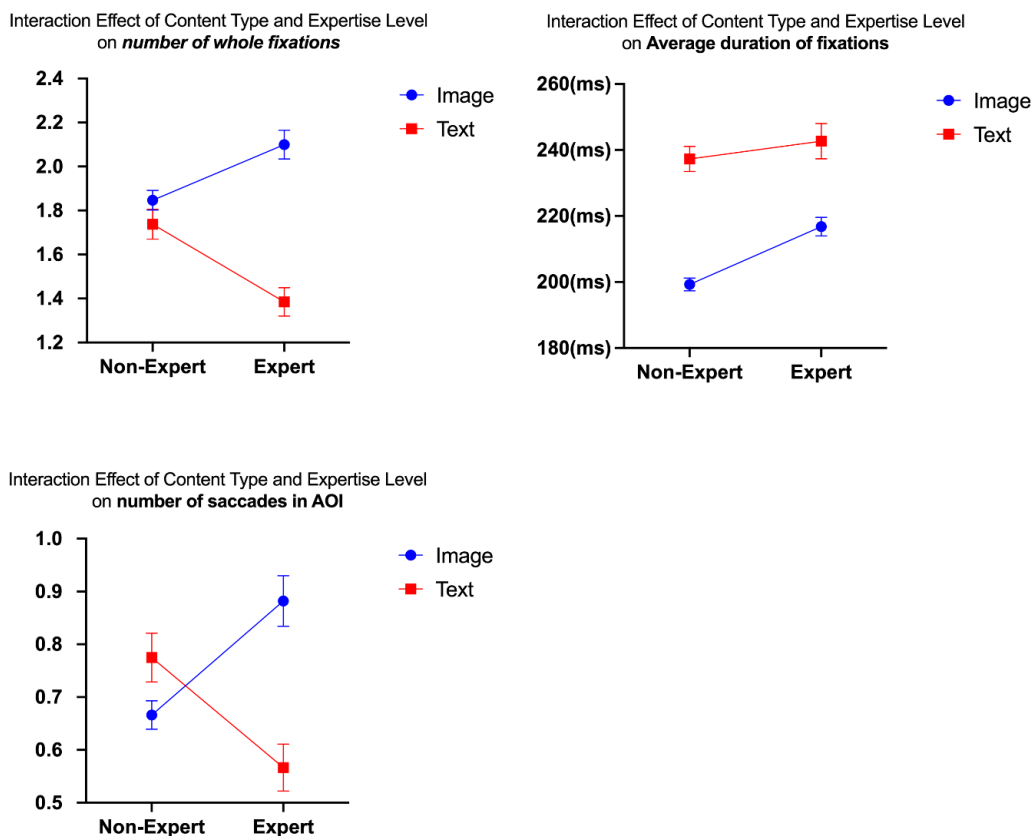 Interaction Effect of Content Type and Expertise Level
on number of whole fixations
2.4
2.2
2.0
1.8
1.6
1.4
1.2
Non-Expert
Expert
Image
Text
Interaction Effect of Content Type and Expertise Level
on Average duration of fixations
260(ms)
240(ms)
220(ms)
200(ms)
180(ms)
Non-Expert
Expert
Image
Text
Interaction Effect of Content Type and Expertise Level
on number of saccades in AOI
1.0
0.9
0.8
0.7
0.6
0.5
Non-Expert
Expert
Image
Text